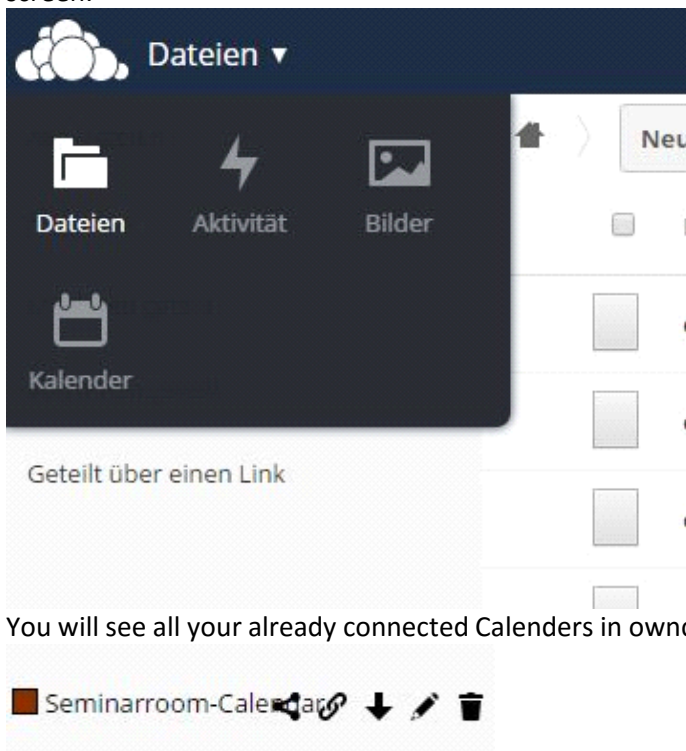 Dateien ▾
Neu
Dateien Aktivität Bilder
Kalender
Geteilt über einen Link
You will see all your already connected Calenders in
Seminarroom-Calendar